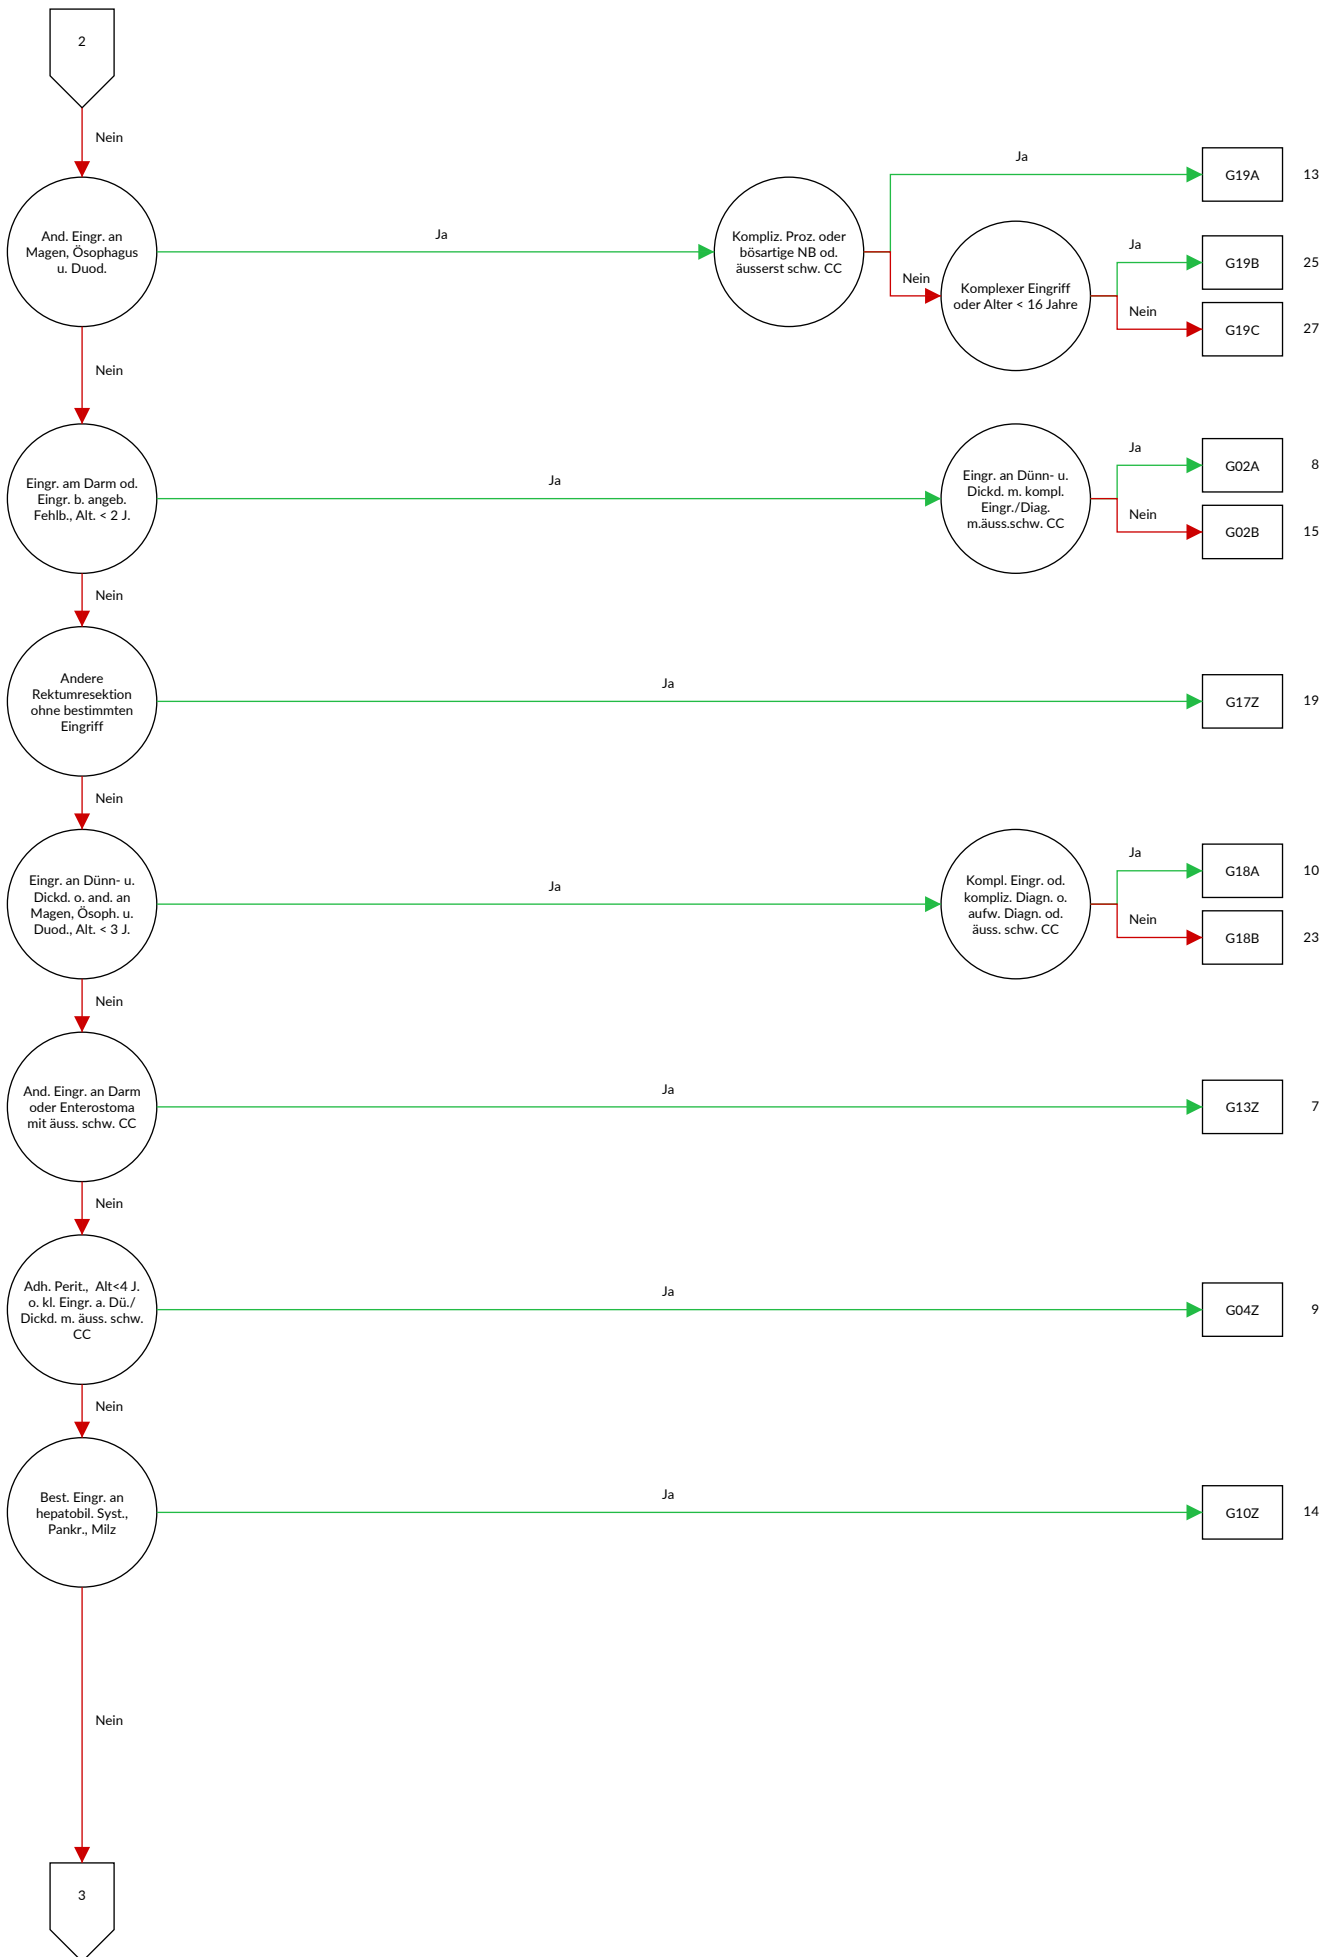 2
Nein
And. Eingr. an
Magen, Ösophagus
u. Duod.
Ja
Kompliz. Proz. oder
bösartige NB od.
äusserst schw. CC
Ja
G19A 13
Nein
Komplexer Eingriff
oder Alter < 16 Jahre
Ja
G19B 25
Nein
G19C 27
Nein
Eingr. am Darm od.
Eingr. b. angeb.
Fehlb., Alt. < 2 J.
Ja
Eingr. an Dünn- u.
Dickd. m. kompl.
Eingr./Diag.
m.äuss.schw. CC
Ja
G02A 8
Nein
G02B 15
Nein
Andere
Rektumresektion
ohne bestimmten
Eingriff
Ja
G17Z 19
Nein
Eingr. an Dünn- u.
Dickd. o. and. an
Magen, Ösoph. u.
Duod., Alt. < 3 J.
Ja
Kompl. Eingr. od.
kompliz. Diagn. o.
aufw. Diagn. od.
äuss. schw. CC
Ja
G18A 10
Nein
G18B 23
Nein
And. Eingr. an Darm
oder Enterostoma
mit äuss. schw. CC
Ja
G13Z 7
Nein
Adh. Perit., Alt<4 J.
o. kl. Eingr. a. Dü./
Dickd. m. äuss. schw.
CC
Ja
G04Z 9
Nein
Best. Eingr. an
hepatobil. Syst.,
Pankr., Milz
Ja
G10Z 14
Nein
3